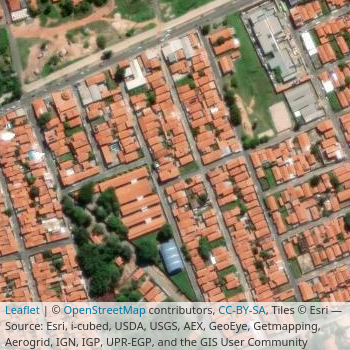 Leaflet | © OpenStreetMap contributors, CC-BY-SA, Tiles © Esri —
Source: Esri, i-cubed, USDA, USGS, AEX, GeoEye, Getmapping,
Aerogrid, IGN, IGP, UPR-EGP, and the GIS User Community